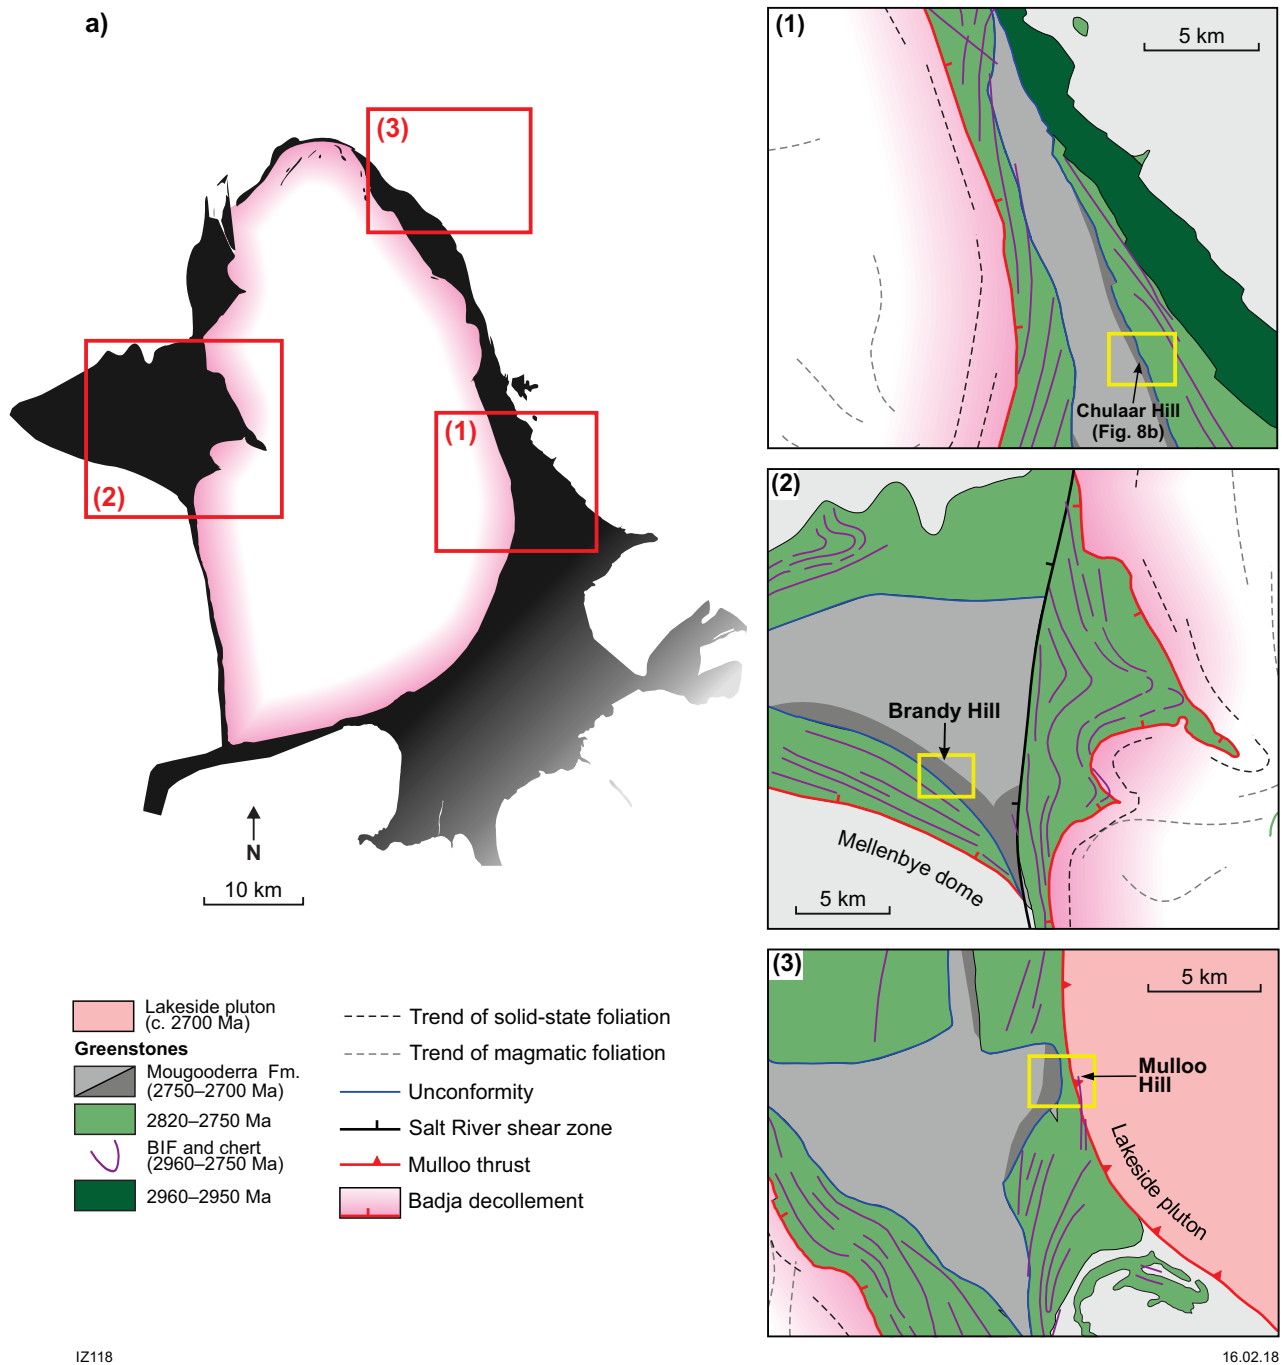 a)
(3)
(1)
(2)
N
10 km
(1)
5 km
Chulaar Hill
(Fig. 8b)
(2)
Brandy Hill
Mellenbye dome
5 km
(3)
5 km
Mulloo
Hill
Lakeside pluton
Lakeside pluton
(c. 2700 Ma)
Greenstones
Mougooderra Fm.
(2750–2700 Ma)
2820–2750 Ma
BIF and chert
(2960–2750 Ma)
2960–2950 Ma
Trend of solid-state foliation
Trend of magmatic foliation
Unconformity
Salt River shear zone
Mulloo thrust
Badja decollement
IZ118
16.02.18